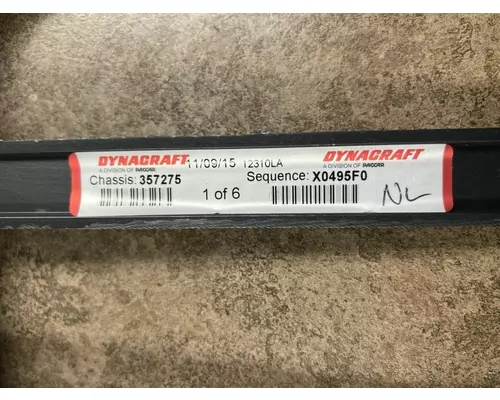 DYNACRAFT 11/09/15 12310LA DYNACRAFT
A DIVISION OF PACCAR A DIVISION OF PACCAR
Chassis: 357275 Sequence: X0495F0
1 of 6
NL